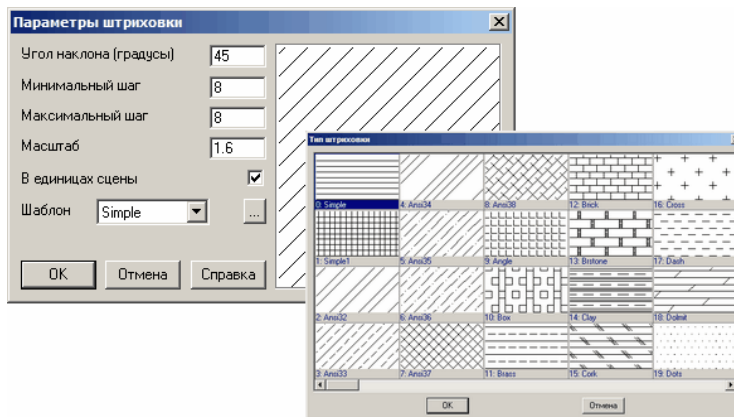 Параметры штриховки
Угол наклона (градусы) 45
Минимальный шаг 8
Максимальный шаг 8
Масштаб 1.6
В единицах сцены
Шаблон Simple ...
OK Отмена Справка
Тип штриховки
0: Simple 4: Ansi34 8: Ansi38 12: Brick 16: Cross
1: Simple1 5: Ansi35 9: Angle 13: Brstone 17: Dash
2: Ansi32 6: Ansi36 10: Box 14: Clay 18: Dolmit
3: Ansi33 7: Ansi37 11: Brass 15: Cork 19: Dots
OK Отмена